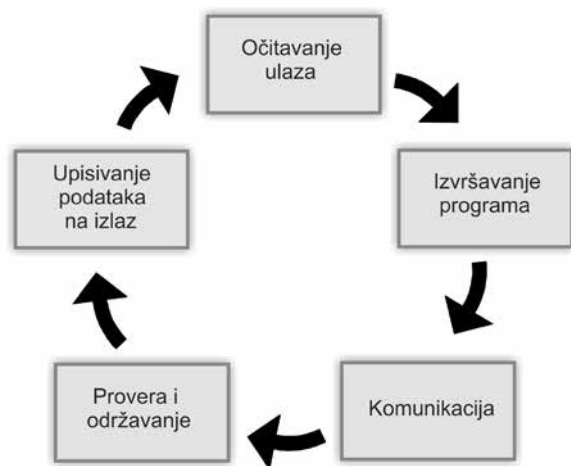 Očitavanje
ulaza
Izvršavanje
programa
Komunikacija
Provera i
održavanje
Upisivanje
podataka
na izlaz